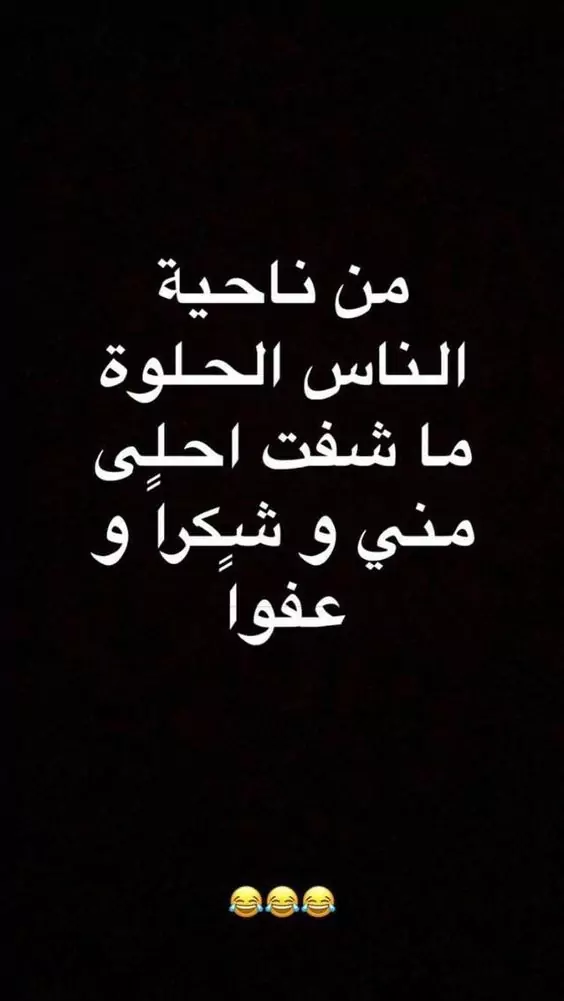 من ناحية
الناس الحلوة
ما شفت احلى
مني و شكراً و
عفواً
😂😂😂